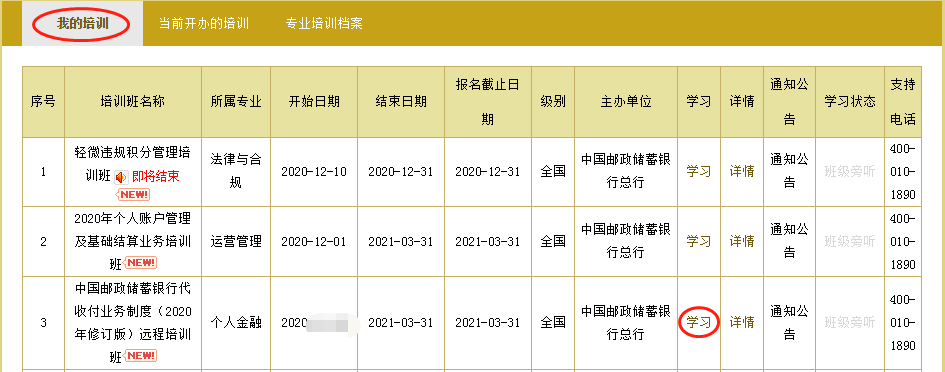 我的培训 当前开办的培训 专业培训档案
序号 培训班名称 所属专业 开始日期 结束日期 报名截止日 级别 主办单位 学习 详情 通知公 学习状态 支持
期 告 电话
1 轻微违规积分管理培 法律与合 2020-12-10 2020-12-31 2020-12-31 全国 中国邮政储蓄银 学习 详情 通知公 班级旁听 400-
训班 即将结束 规 行总行 告 010-
NEW! 1890
2 2020年个人账户管理 运营管理 2020-12-01 2021-03-31 2021-03-31 全国 中国邮政储蓄银 学习 详情 通知公 班级旁听 400-
及基础结算业务培训 行总行 告 010-
班 NEW! 1890
3 中国邮政储蓄银行代 个人金融 2020 2021-03-31 2021-03-31 全国 中国邮政储蓄银 学习 详情 通知公 班级旁听 400-
收付业务制度（2020 行总行 告 010-
年修订版）远程培训 1890
班 NEW!